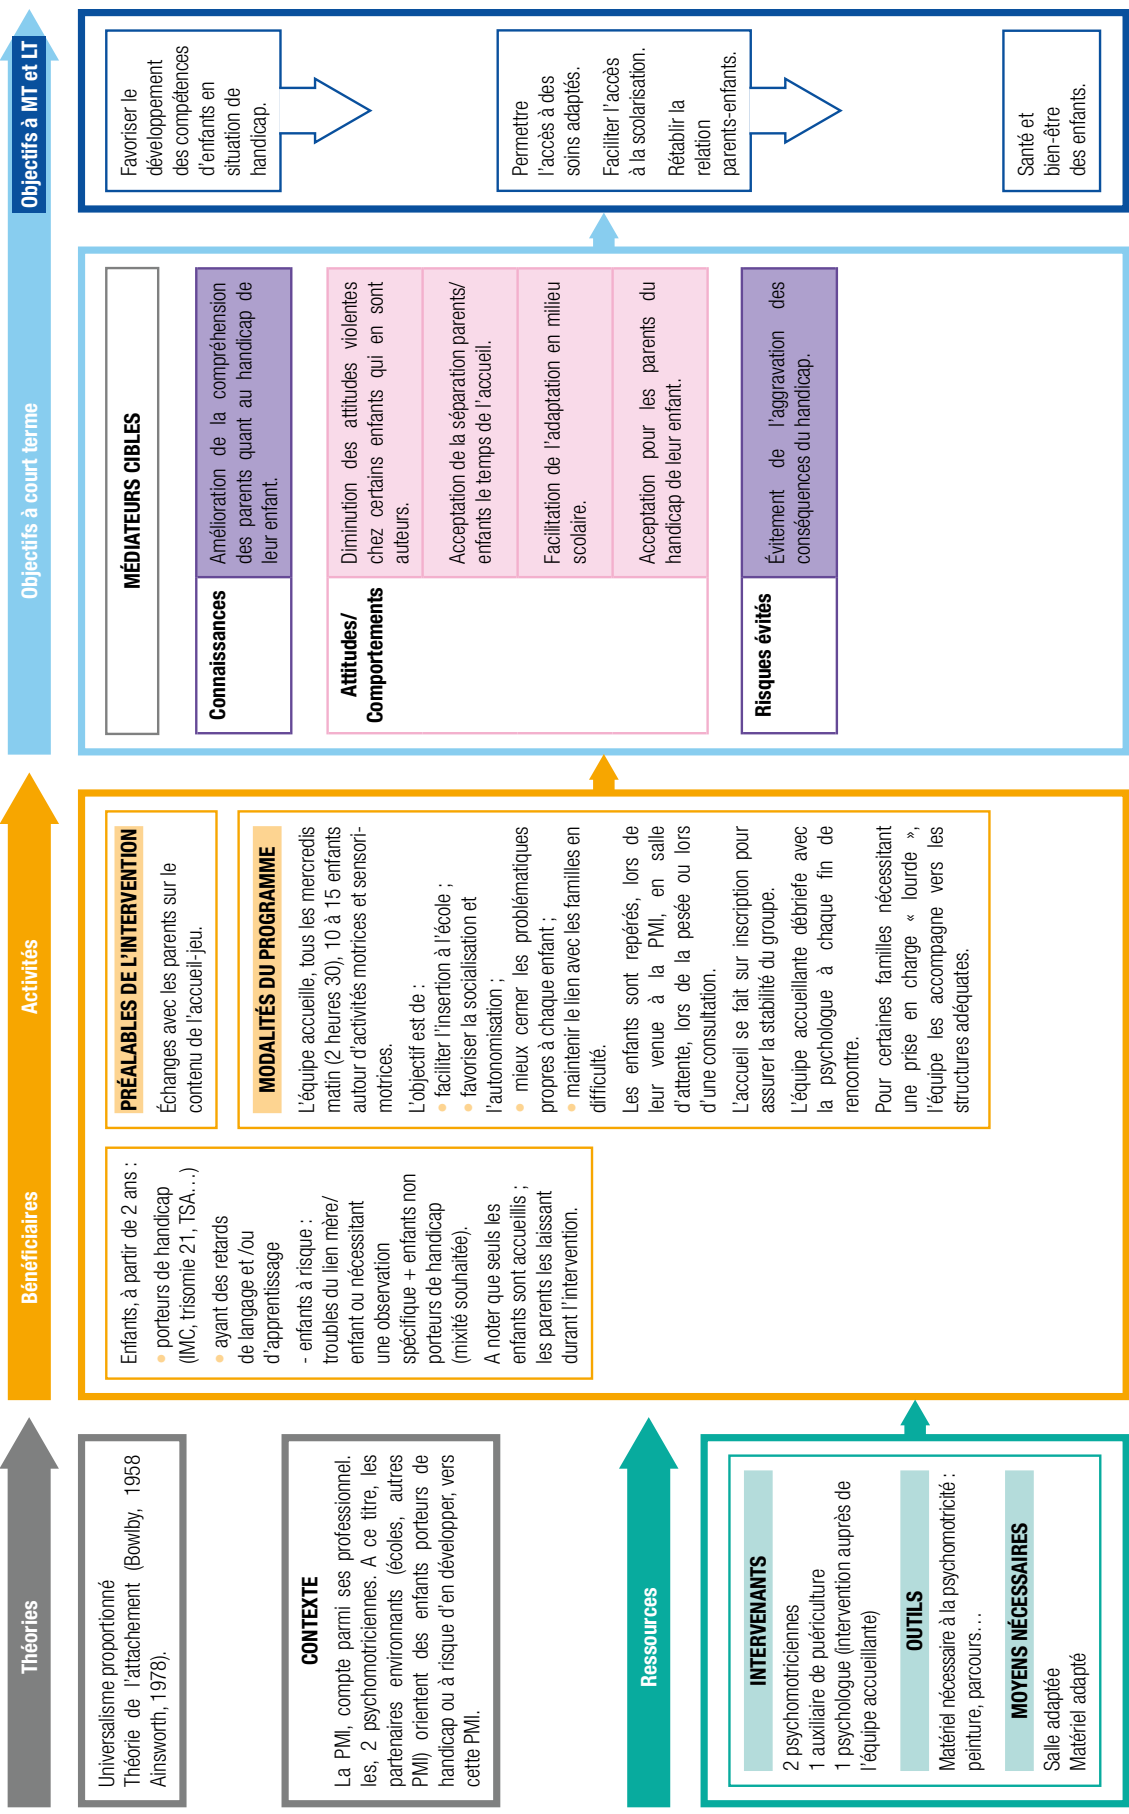 Théories
Universalisme proportionné
Théorie de l'attachement (Bowlby, 1958
Ainsworth, 1978).
CONTEXTE
La PMI, compte parmi ses professionnel.
les, 2 psychomotriciennes. A ce titre, les
partenaires environnants (écoles, autres
PMI) orientent des enfants porteurs de
handicap ou à risque d'en développer, vers
cette PMI.
Ressources
INTERVENANTS
2 psychomotriciennes
1 auxiliaire de puériculture
1 psychologue (intervention auprès de
l'équipe accueillante)
OUTILS
Matériel nécessaire à la psychomotricité :
peinture, parcours…
MOYENS NÉCESSAIRES
Salle adaptée
Matériel adapté
Bénéficiaires
Activités
Enfants, à partir de 2 ans :
• porteurs de handicap
(IMC, trisomie 21, TSA…)
• ayant des retards
de langage et /ou
d'apprentissage
- enfants à risque :
troubles du lien mère/
enfant ou nécessitant
une observation
spécifique + enfants non
porteurs de handicap
(mixité souhaitée).
A noter que seuls les
enfants sont accueillis ;
les parents les laissant
durant l'intervention.
PRÉALABLES DE L'INTERVENTION
Échanges avec les parents sur le
contenu de l'accueil-jeu.
MODALITÉS DU PROGRAMME
L'équipe accueille, tous les mercredis
matin (2 heures 30), 10 à 15 enfants
autour d'activités motrices et sensori-
motrices.
L'objectif est de :
• faciliter l'insertion à l'école ;
• favoriser la socialisation et
l'autonomisation ;
• mieux cerner les problématiques
propres à chaque enfant ;
• maintenir le lien avec les familles en
difficulté.
Les enfants sont repérés, lors de
leur venue à la PMI, en salle
d'attente, lors de la pesée ou lors
d'une consultation.
L'accueil se fait sur inscription pour
assurer la stabilité du groupe.
L'équipe accueillante débriefe avec
la psychologue à chaque fin de
rencontre.
Pour certaines familles nécessitant
une prise en charge « lourde »,
l'équipe les accompagne vers les
structures adéquates.
Objectifs à court terme
MÉDIATEURS CIBLES
Connaissances
Amélioration de la compréhension
des parents quant au handicap de
leur enfant.
Attitudes/
Comportements
Diminution des attitudes violentes
chez certains enfants qui en sont
auteurs.
Acceptation de la séparation parents/
enfants le temps de l'accueil.
Facilitation de l'adaptation en milieu
scolaire.
Acceptation pour les parents du
handicap de leur enfant.
Risques évités
Évitement de l'aggravation des
conséquences du handicap.
Objectifs à MT et LT
Favoriser le
développement
des compétences
d'enfants en
situation de
handicap.
Permettre
l'accès à des
soins adaptés.
Faciliter l'accès
à la scolarisation.
Rétablir la
relation
parents-enfants.
Santé et
bien-être
des enfants.